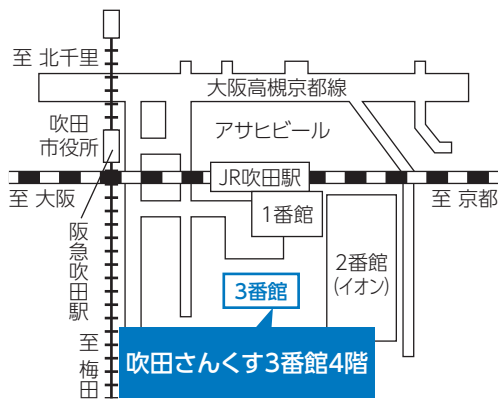 至 北千里
大阪高槻京都線
吹田
市役所
アサヒビール
JR吹田駅
至 大阪
至 京都
1番館
阪急吹田駅
2番館
(イオン)
3番館
至 梅田
吹田さんくす3番館4階